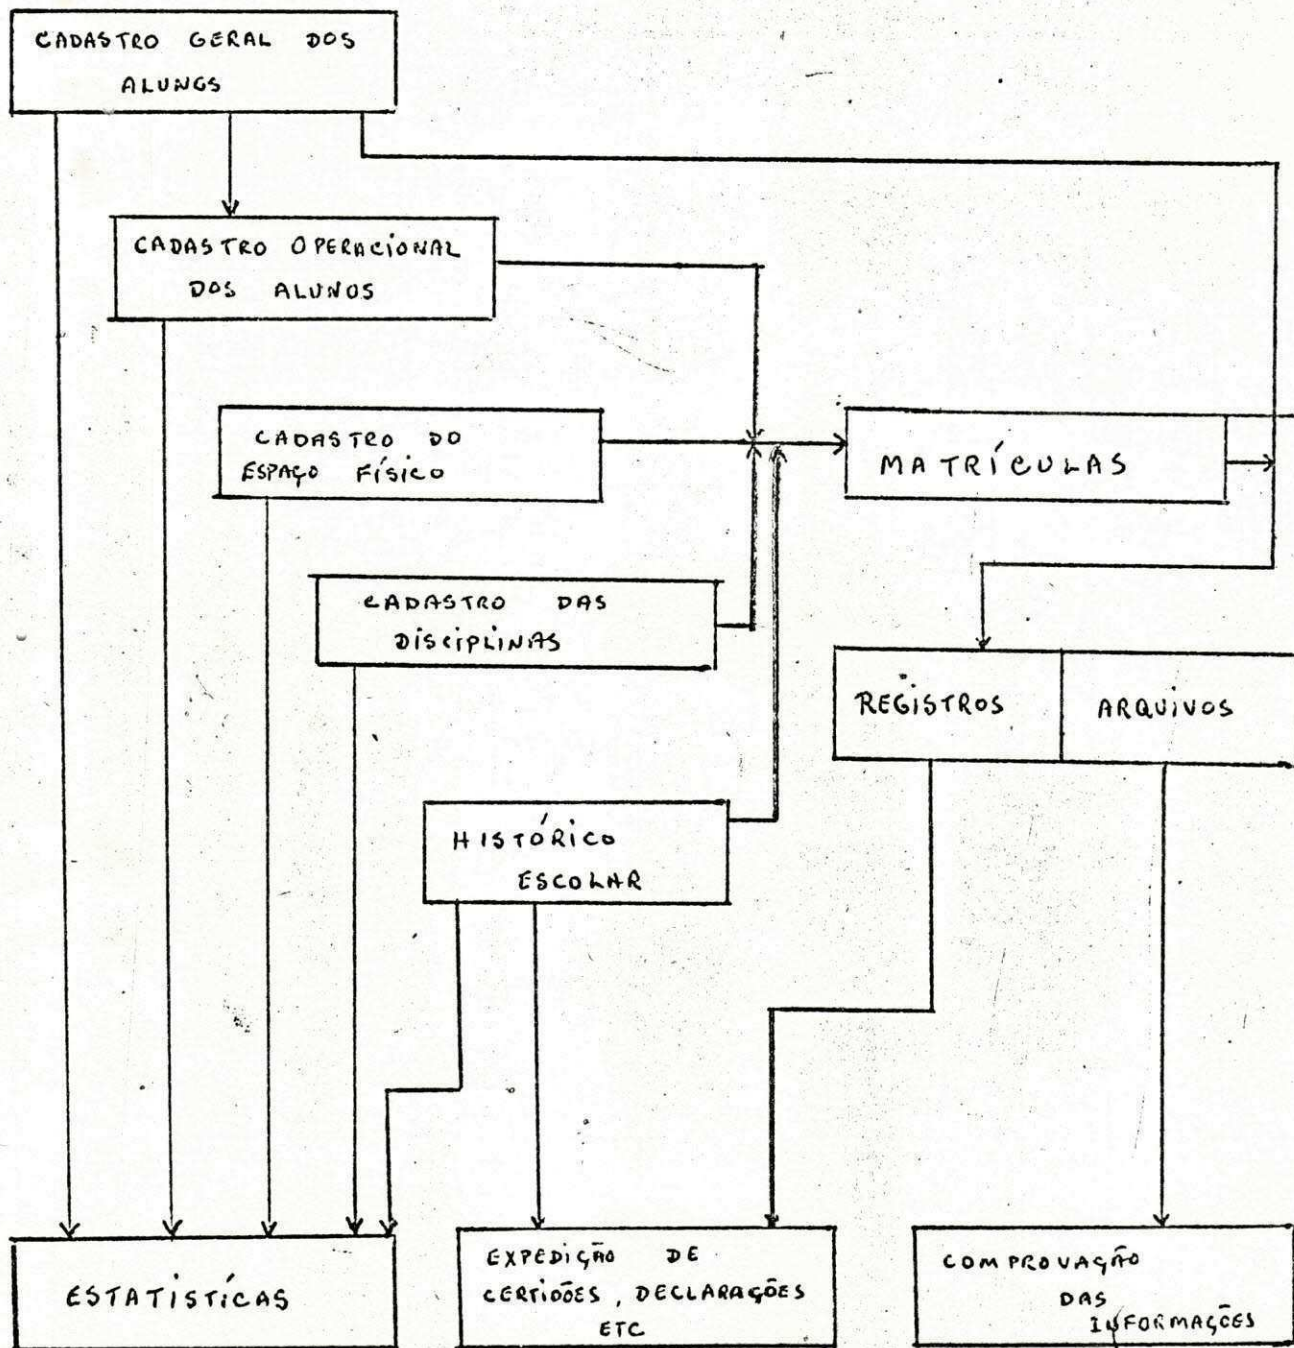 CADASTRO GERAL DOS
ALUNOS
CADASTRO OPERACIONAL
DOS ALUNOS
CADASTRO DO
ESPAÇO FÍSICO
MATRÍCULAS
CADASTRO DAS
DISCIPLINAS
REGISTROS
ARQUIVOS
HISTÓRICO
ESCOLAR
ESTATISTÍCAS
EXPEDIÇÃO DE
CERTIDÕES, DECLARAÇÕES
ETC
COMPROVAÇÃO
DAS
INFORMAÇÕES